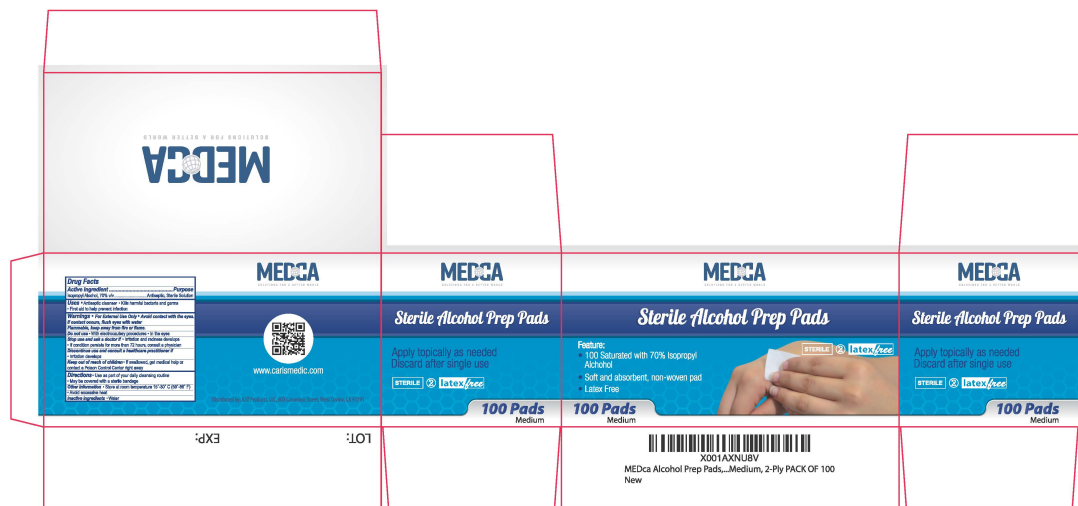 MEDCA
SOLUTIONS FOR A BETTER WORLD
Drug Facts
Active Ingredient Purpose
Isopropyl Alcohol, 70% v/v Antiseptic, Sterile Solution
Uses • Antiseptic cleanser • Kills harmful bacteria and germs
• First aid to help prevent infection
Warnings • For External Use Only • Avoid contact with the eyes.
If contact occurs, flush eyes with water
Flammable, keep away from fire or flame.
Do not use • With electrocautery procedures • In the eyes
Stop use and ask a doctor if • Irritation and redness develops
• If condition persists for more than 72 hours, consult a physician
Discontinue use and consult a healthcare practitioner if
• Irritation develops
Keep out of reach of children- If swallowed, get medical help or
contact a Poison Control Center right away
Directions- Use as part of your daily cleansing routine
• May be covered with a sterile bandage
Other Information • Store at room temperature
• Avoid excessive heat
Inactive Ingredients - Water
MEDCA
SOLUTIONS FOR A BETTER WORLD
www.carismedic.com
LOT:
EXP:
MEDCA
SOLUTIONS FOR A BETTER WORLD
Sterile Alcohol Prep Pads
Apply topically as needed
Discard after single use
STERILE 2 latex free
100 Pads
Medium
MEDCA
SOLUTIONS FOR A BETTER WORLD
Sterile Alcohol Prep Pads
Feature:
• 100 Saturated with 70% Isopropyl
Alchohol
• Soft and absorbent, non-woven pad
• Latex Free
STERILE 2 latex free
100 Pads
Medium
X001AXNU8V
MEDca Alcohol Prep Pads,...Medium, 2-Ply PACK OF 100
New
MEDCA
SOLUTIONS FOR A BETTER WORLD
Sterile Alcohol Prep Pads
Apply topically as needed
Discard after single use
STERILE 2 latex free
100 Pads
Medium